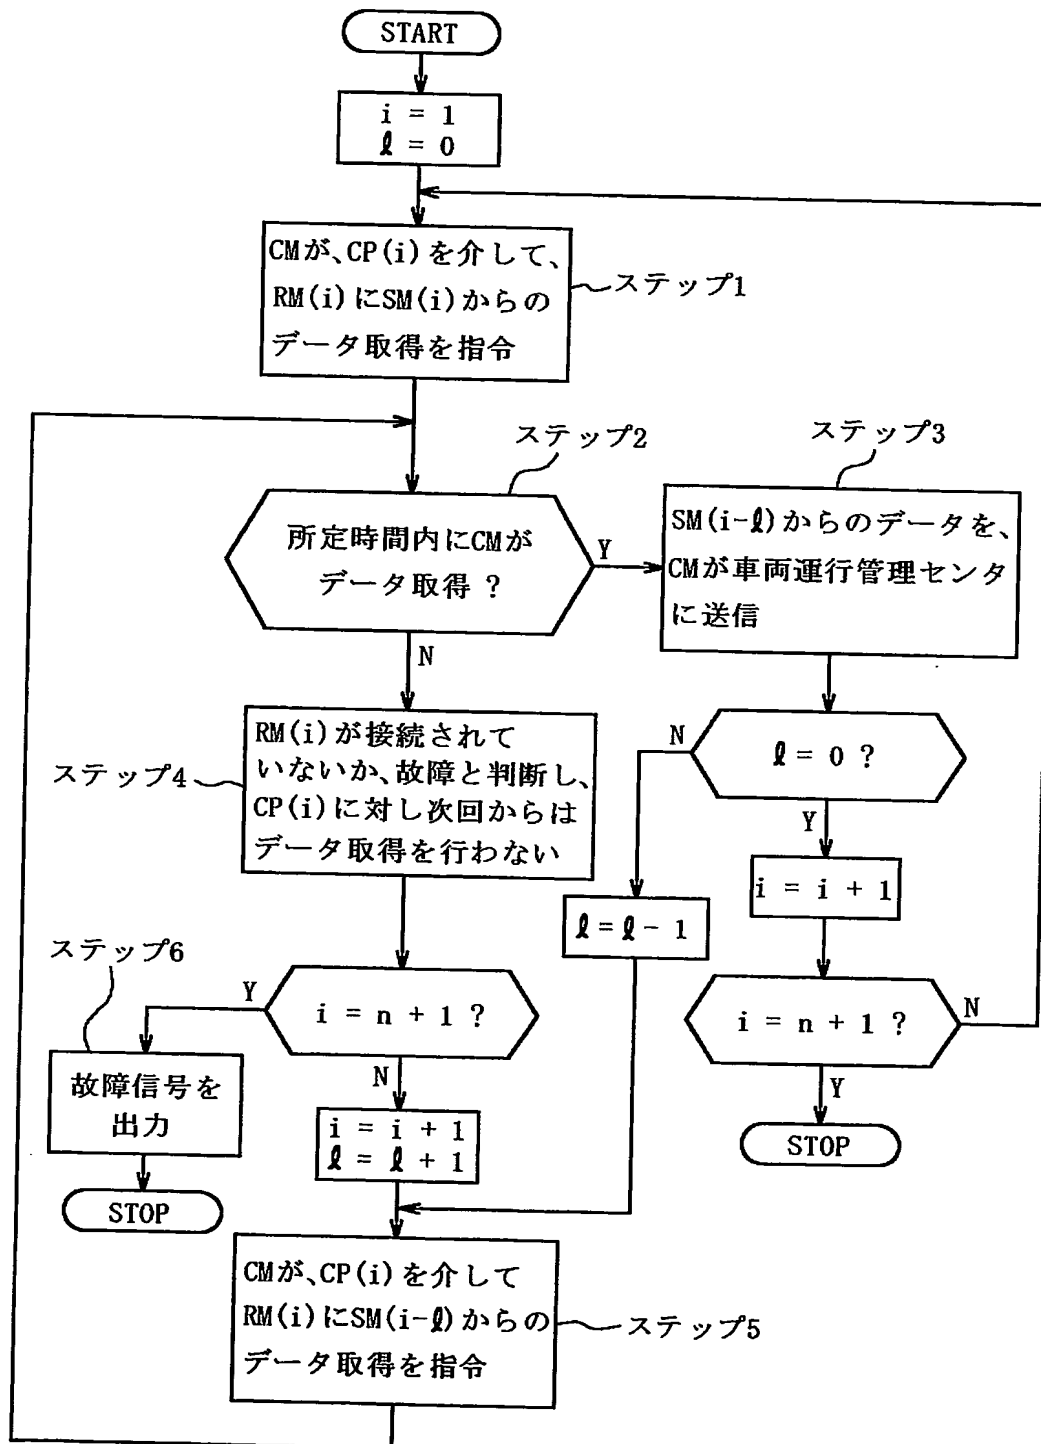 START
i = 1
ℓ = 0
CMが、CP(i)を介して、
RM(i)にSM(i)からの
データ取得を指令
ステップ1
ステップ2
所定時間内にCMが
データ取得 ?
Y
N
ステップ3
SM(i-ℓ)からのデータを、
CMが車両運行管理センタ
に送信
ステップ4
RM(i)が接続されて
いないか、故障と判断し、
CP(i)に対し次回からは
データ取得を行わない
ℓ = 0 ?
N
Y
i = i + 1
ℓ = ℓ - 1
i = n + 1 ?
N
Y
STOP
i = n + 1 ?
Y
N
ステップ6
故障信号を
出力
STOP
i = i + 1
ℓ = ℓ + 1
CMが、CP(i)を介して
RM(i)にSM(i-ℓ)からの
データ取得を指令
ステップ5